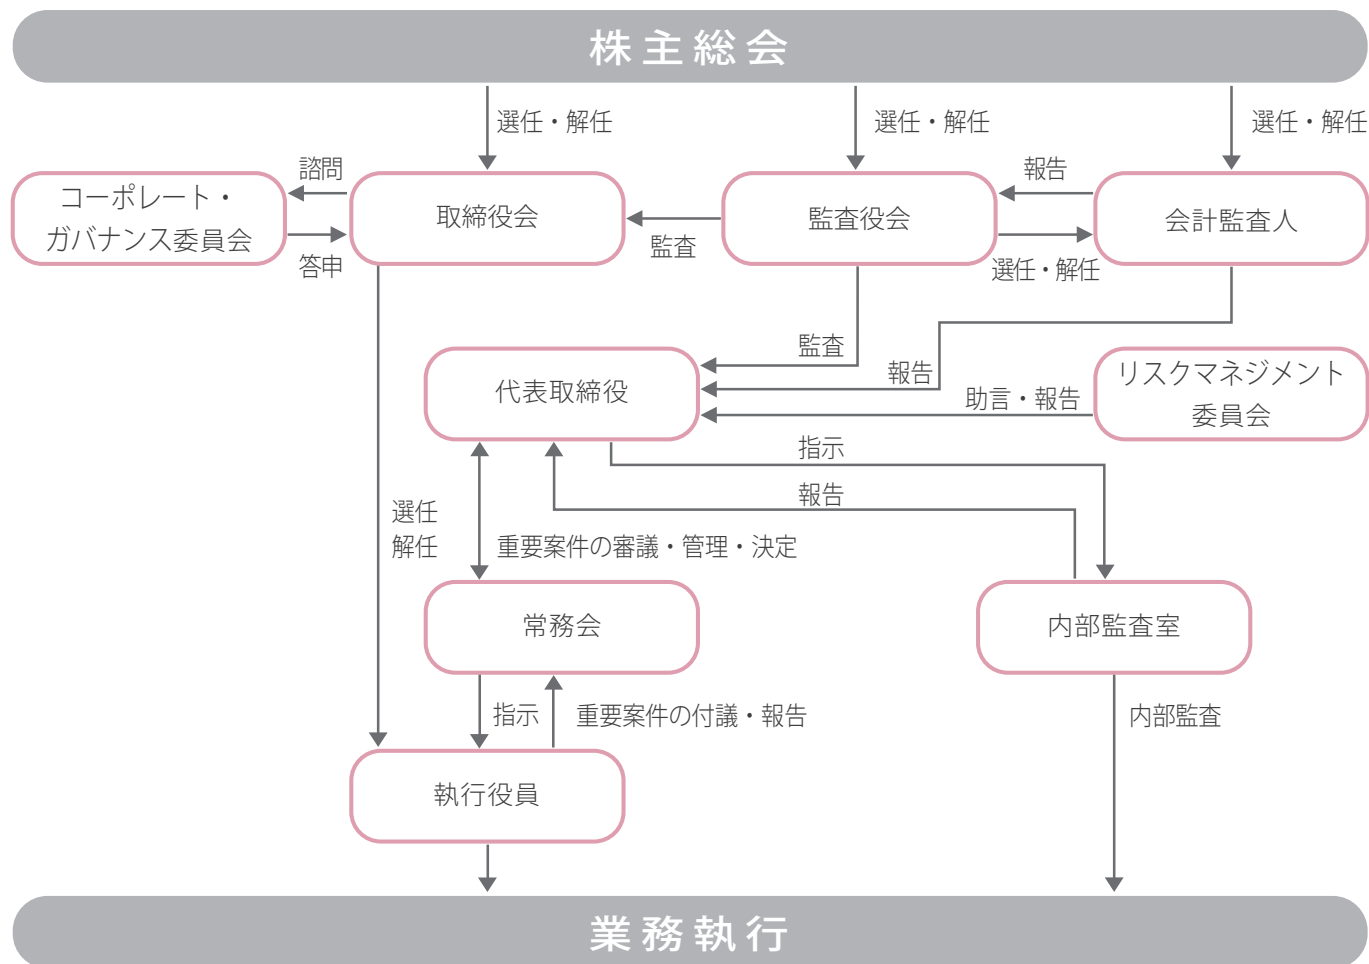 株主総会
選任・解任
選任・解任
選任・解任
諮問
報告
コーポレート・
ガバナンス委員会
取締役会
監査役会
会計監査人
監査
答申
選任・解任
監査
報告
リスクマネジメント
委員会
代表取締役
助言・報告
指示
報告
選任
解任
重要案件の審議・管理・決定
常務会
内部監査室
指示
重要案件の付議・報告
内部監査
執行役員
業務執行